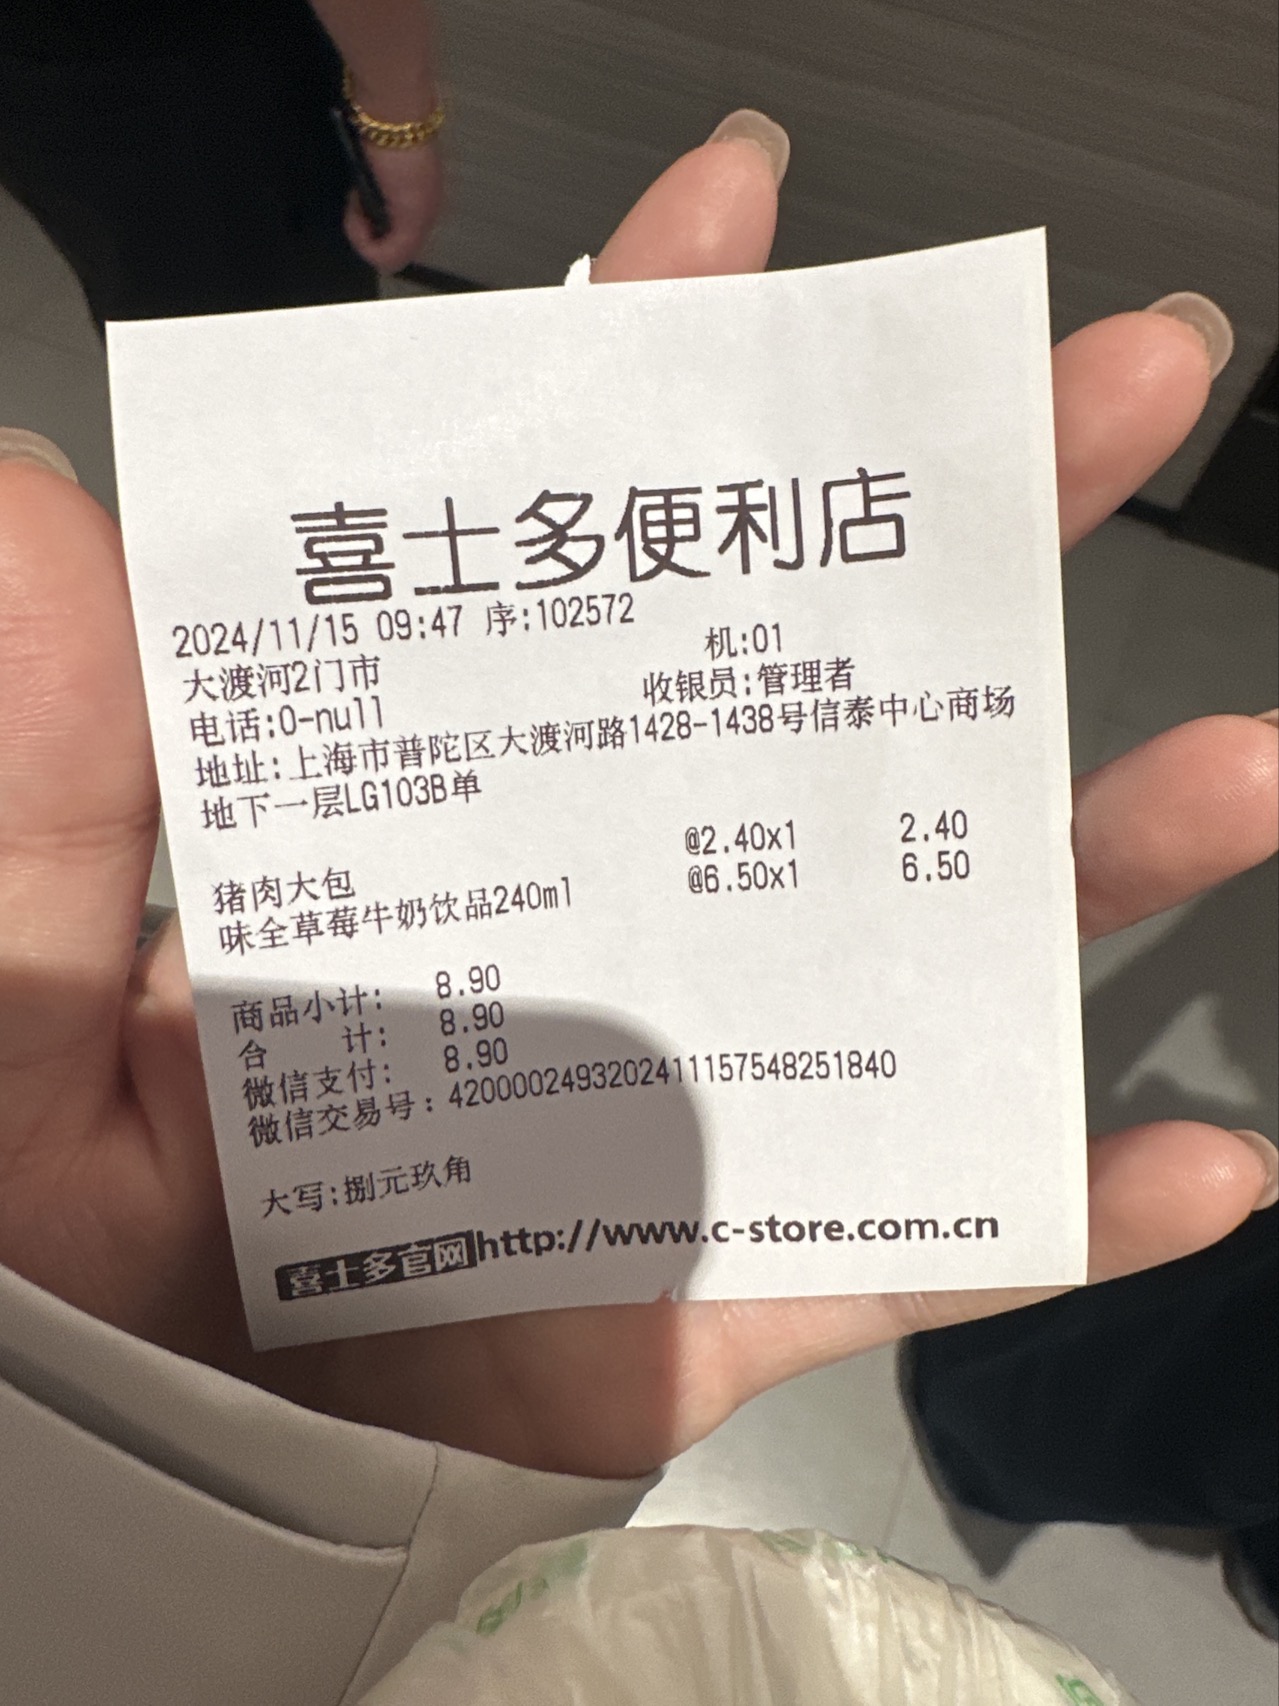 喜士多便利店
2024/11/15 09:47 序:102572
大渡河2门市 机:01
电话:0-null 收银员:管理者
地址:上海市普陀区大渡河路1428-1438号信泰中心商场
地下一层LG103B单
猪肉大包 @2.40x1 2.40
味全草莓牛奶饮品240ml @6.50x1 6.50
商品小计: 8.90
合 计: 8.90
微信支付: 8.90
微信交易号: 4200002493202411157548251840
大写:捌元玖角
喜士多官网http://www.c-store.com.cn